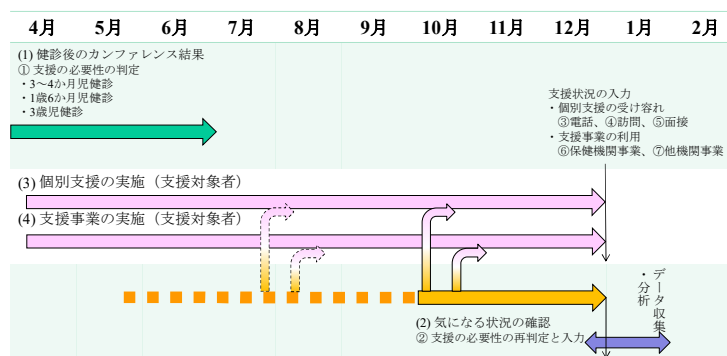 4月 5月 6月 7月 8月 9月 10月 11月 12月 1月 2月
(1) 健診後のカンファレンス結果
① 支援の必要性の判定
・3～4か月児健診
・1歳6か月児健診
・3歳児健診
支援状況の入力
・個別支援の受け容れ
③電話、④訪問、⑤面接
・支援事業の利用
⑥保健機関事業、⑦他機関事業
(3) 個別支援の実施（支援対象者）
(4) 支援事業の実施（支援対象者）
(2) 気になる状況の確認
② 支援の必要性の再判定と入力
データ収集
・分析